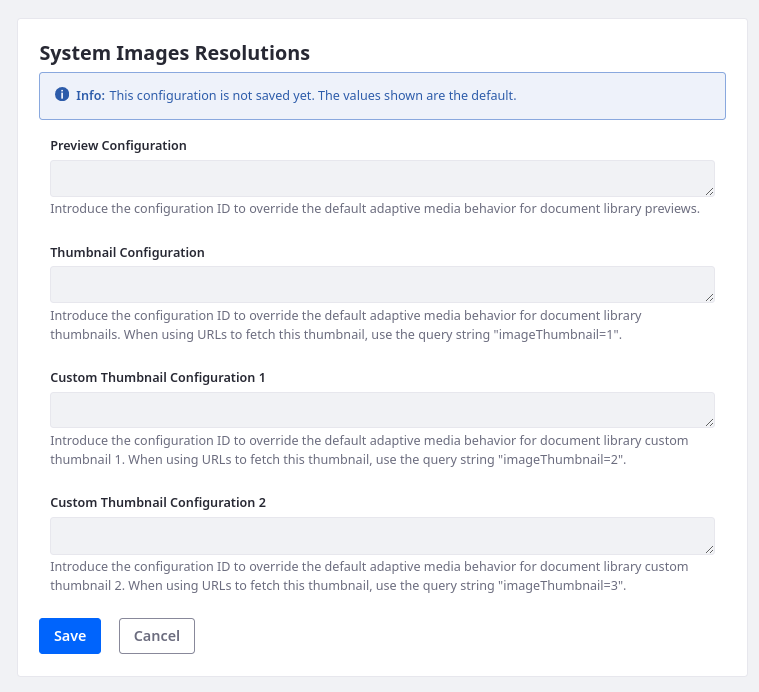 System Images Resolutions
Info: This configuration is not saved yet. The values shown are the default.
Preview Configuration
Introduce the configuration ID to override the default adaptive media behavior for document library previews.
Thumbnail Configuration
Introduce the configuration ID to override the default adaptive media behavior for document library
thumbnails. When using URLs to fetch this thumbnail, use the query string "imageThumbnail=1".
Custom Thumbnail Configuration 1
Introduce the configuration ID to override the default adaptive media behavior for document library custom
thumbnail 1. When using URLs to fetch this thumbnail, use the query string "imageThumbnail=2".
Custom Thumbnail Configuration 2
Introduce the configuration ID to override the default adaptive media behavior for document library custom
thumbnail 2. When using URLs to fetch this thumbnail, use the query string "imageThumbnail=3".
Save Cancel